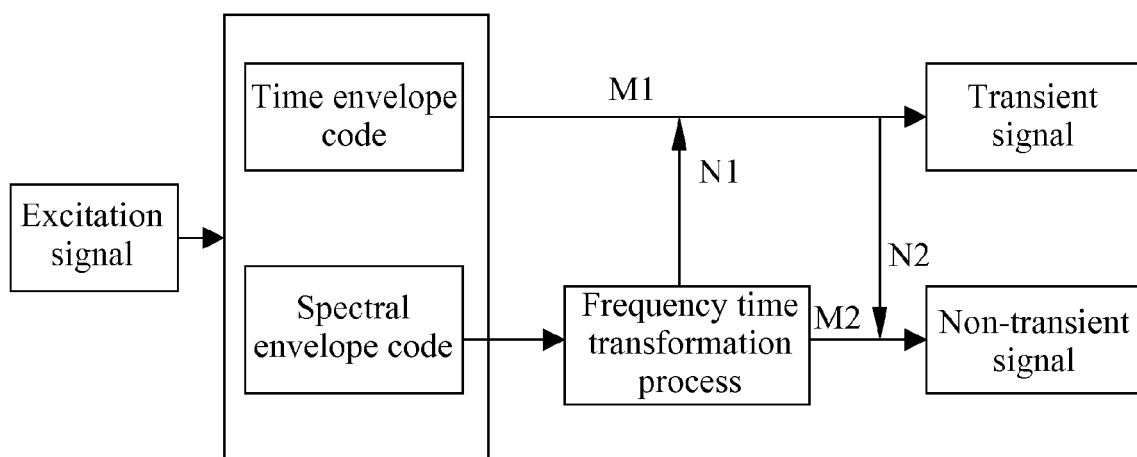 Time envelope
code
M1
Transient
signal
N1
Excitation
signal
N2
Spectral
envelope code
Frequency time
transformation
process
M2
Non-transient
signal